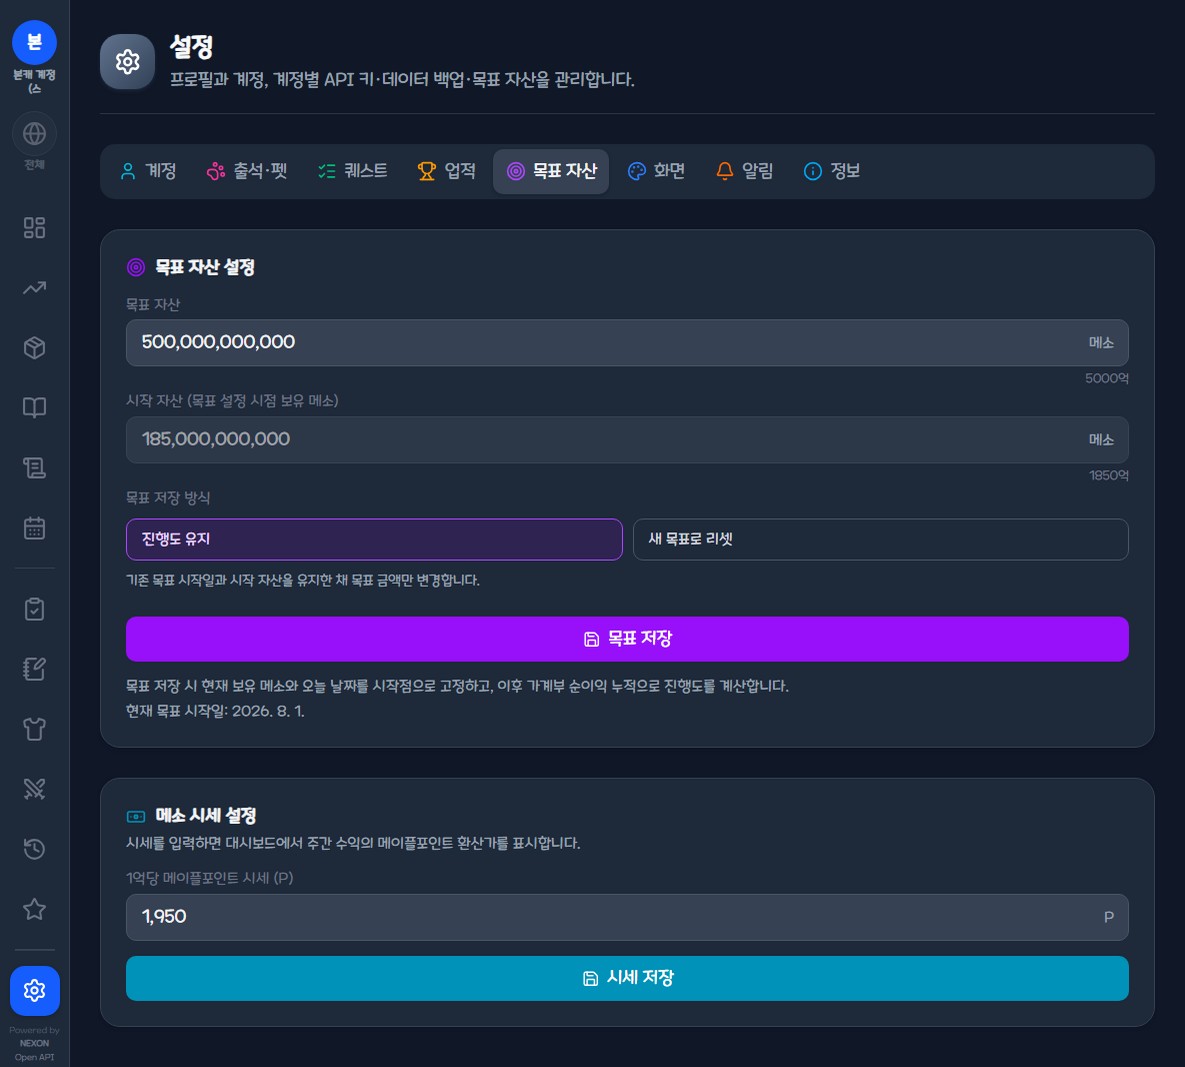 본
본캐 계정
(스
전체
Powered by
NEXON
Open API
설정
프로필과 계정, 계정별 API 키·데이터 백업·목표 자산을 관리합니다.
계정
출석·펫
퀘스트
업적
목표 자산
화면
알림
정보
목표 자산 설정
목표 자산
500,000,000,000 메소
5000억
시작 자산 (목표 설정 시점 보유 메소)
185,000,000,000 메소
1850억
목표 저장 방식
진행도 유지
새 목표로 리셋
기존 목표 시작일과 시작 자산을 유지한 채 목표 금액만 변경합니다.
목표 저장
목표 저장 시 현재 보유 메소와 오늘 날짜를 시작점으로 고정하고, 이후 가계부 순이익 누적으로 진행도를 계산합니다.
현재 목표 시작일: 2026. 8. 1.
메소 시세 설정
시세를 입력하면 대시보드에서 주간 수익의 메이플포인트 환산가를 표시합니다.
1억당 메이플포인트 시세 (P)
1,950 P
시세 저장